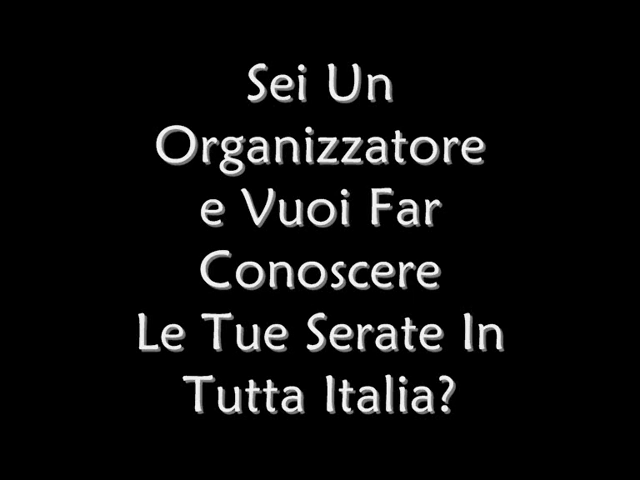 Sei Un
Organizzatore
e Vuoi Far
Conoscere
Le Tue Serate In
Tutta Italia?